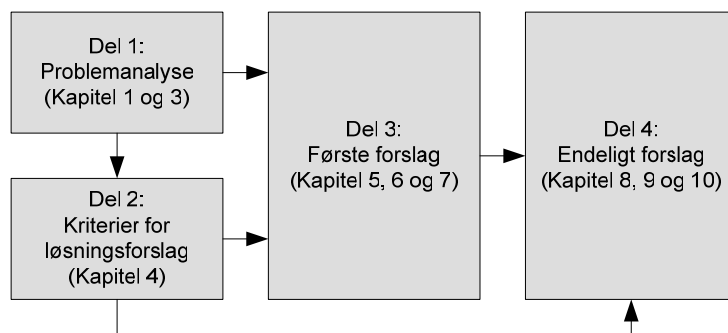 Del 1:
Problemanalyse
(Kapitel 1 og 3)
Del 2:
Kriterier for
løsningsforslag
(Kapitel 4)
Del 3:
Første forslag
(Kapitel 5, 6 og 7)
Del 4:
Endeligt forslag
(Kapitel 8, 9 og 10)